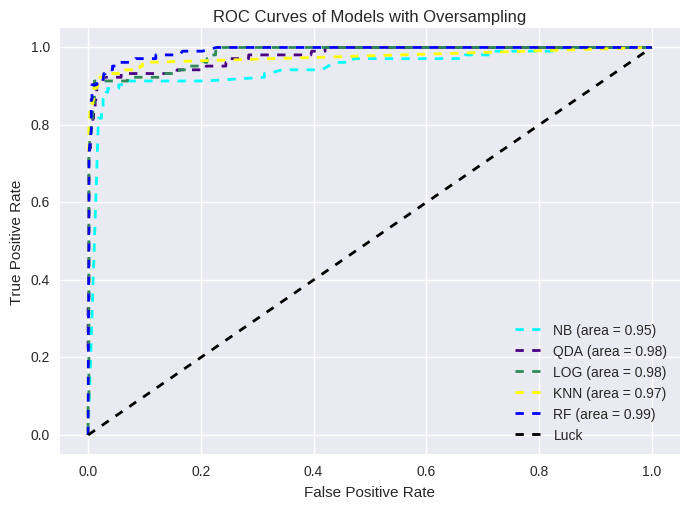 ROC Curves of Models with Oversampling
True Positive Rate
1.0
0.8
0.6
0.4
0.2
0.0
NB (area = 0.95)
QDA (area = 0.98)
LOG (area = 0.98)
KNN (area = 0.97)
RF (area = 0.99)
Luck
0.0 0.2 0.4 0.6 0.8 1.0
False Positive Rate